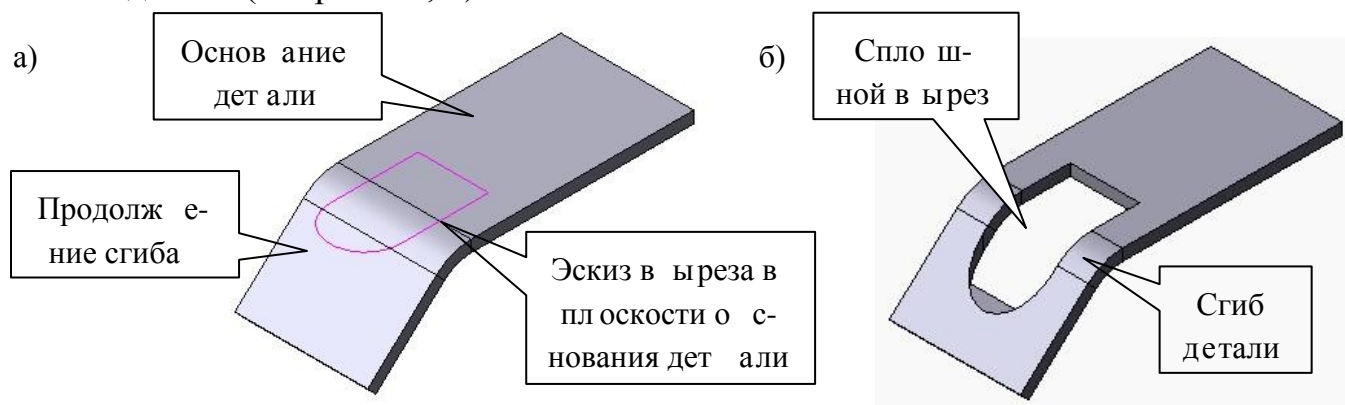 а)
Основ ание
дет али
Продолж е-
ние сгиба
Эскиз в ыреза в
пл оскости о с-
нования дет али
б)
Спло ш-
ной в ырез
Сгиб
детали